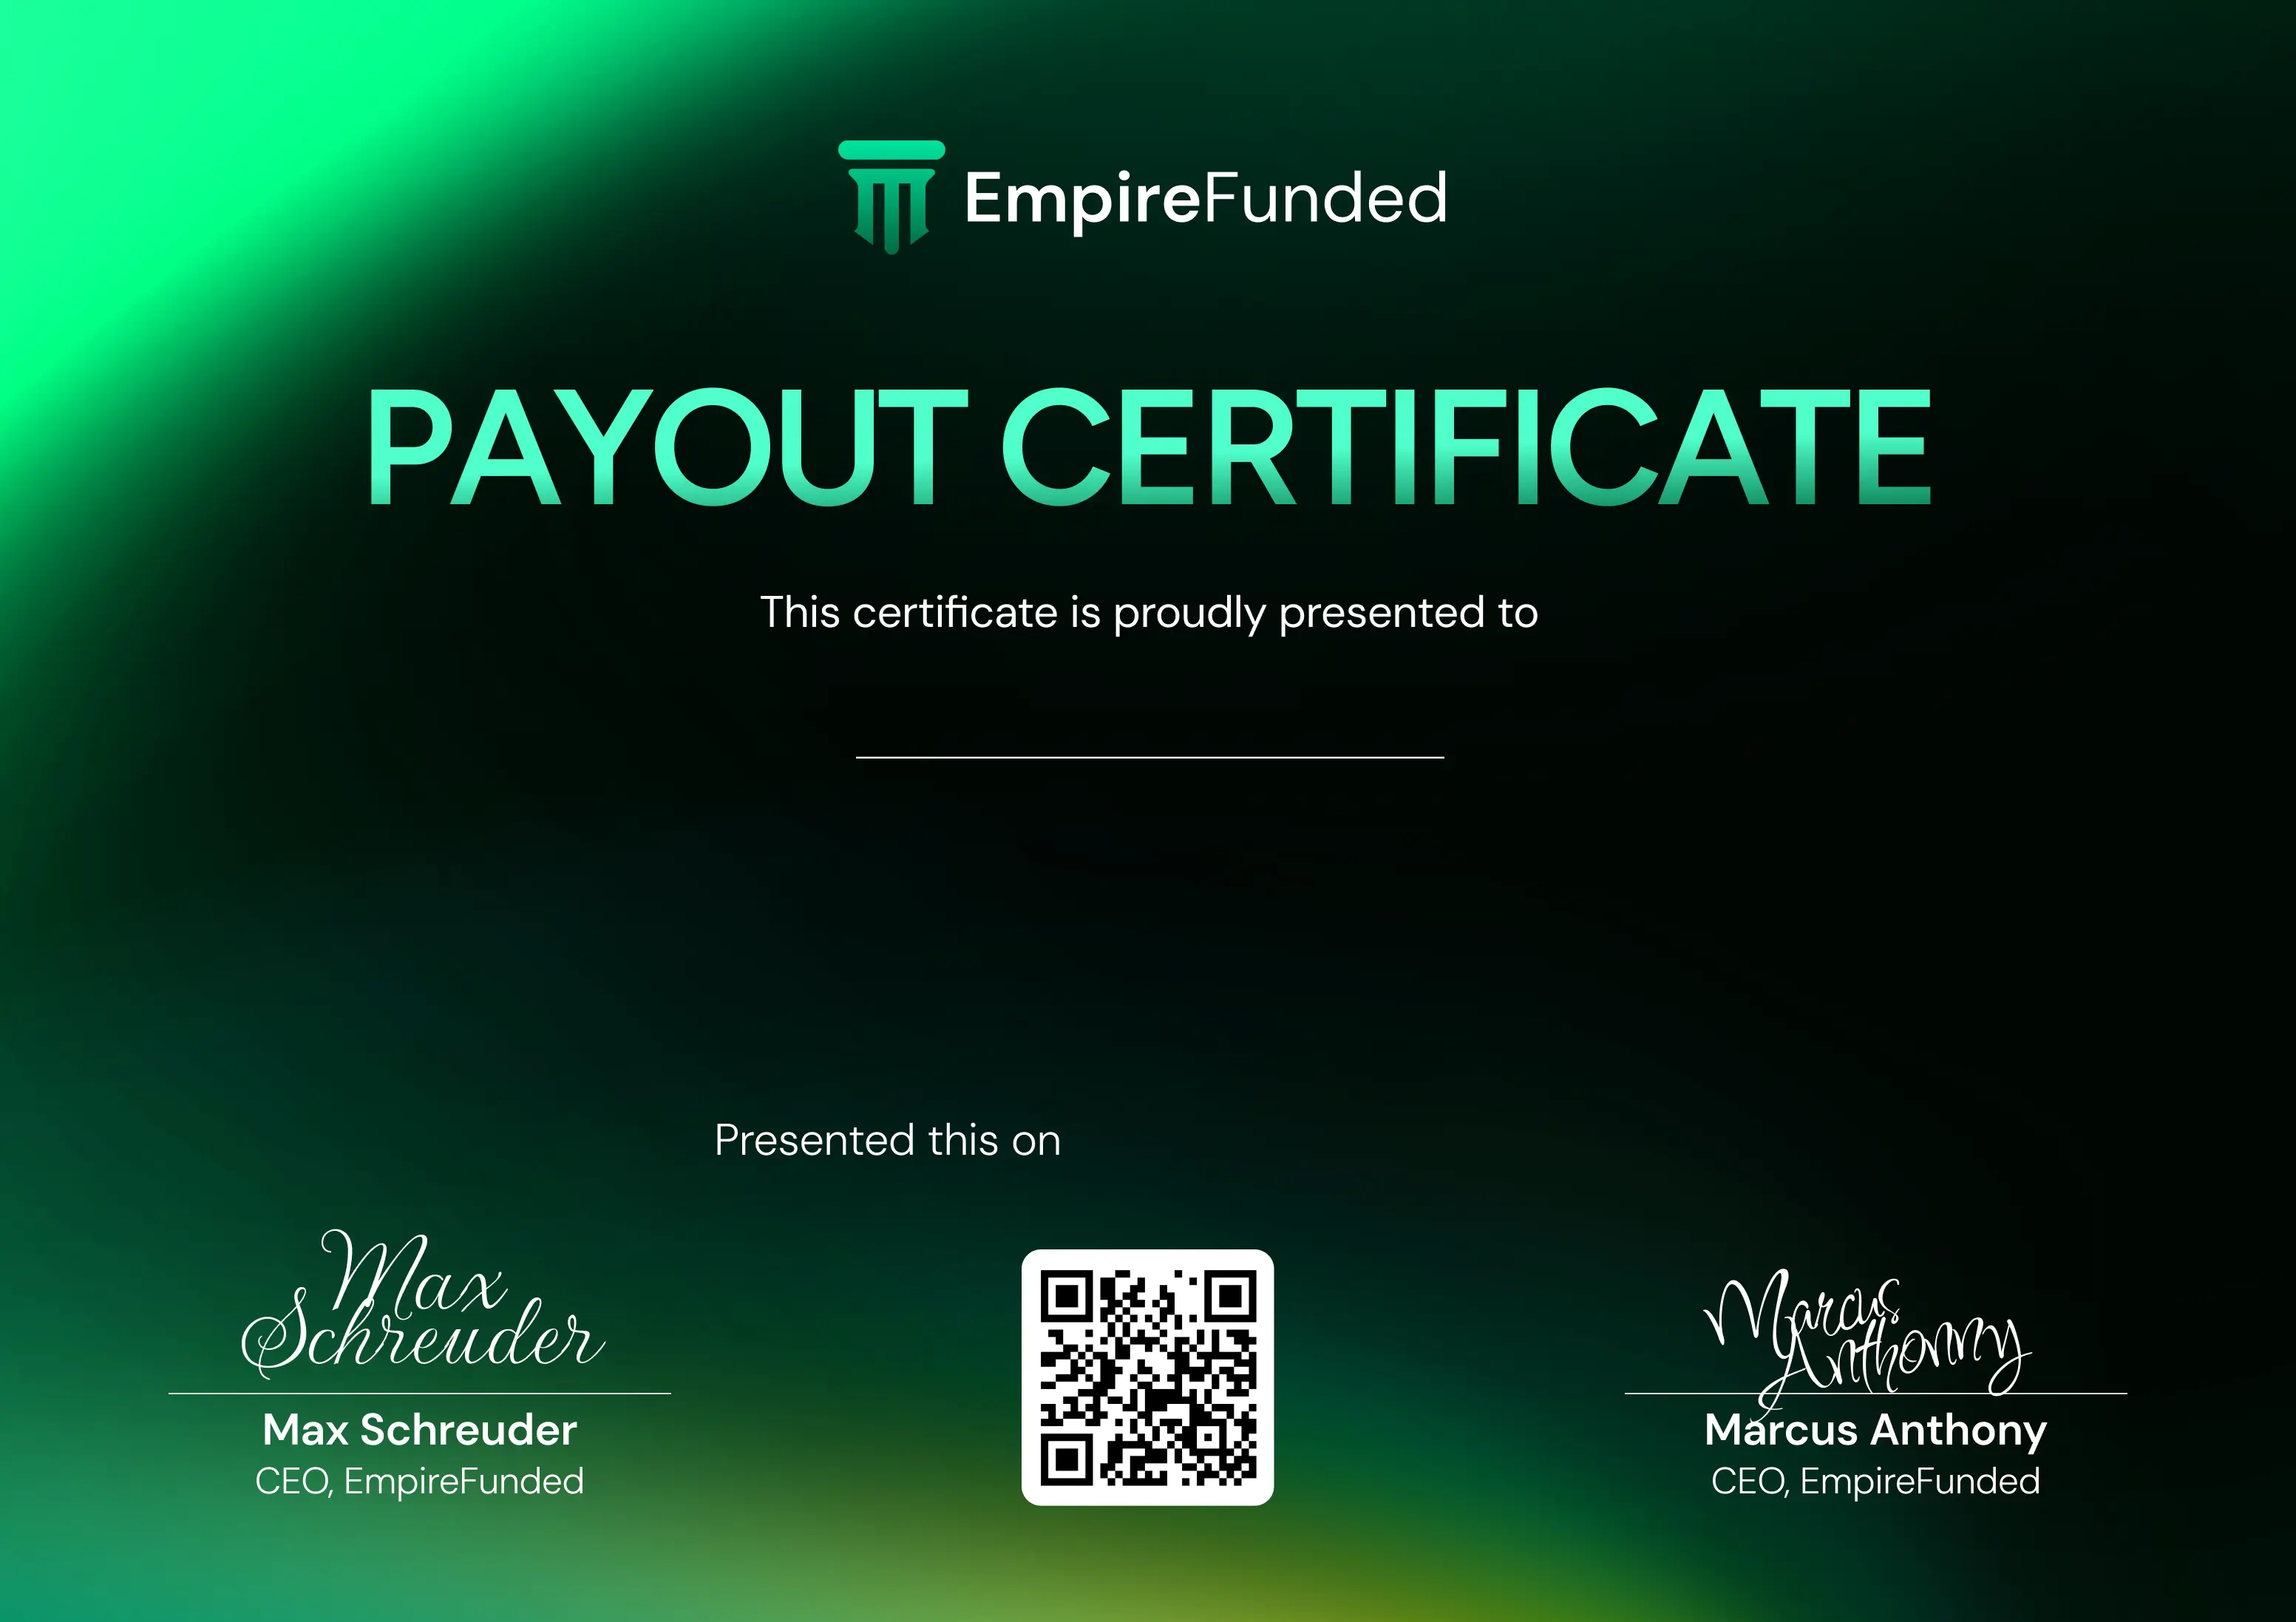 EmpireFunded
PAYOUT CERTIFICATE
This certificate is proudly presented to
Presented this on
Max
Schreuder
Max Schreuder
CEO, EmpireFunded
Marcus
Anthony
Marcus Anthony
CEO, EmpireFunded